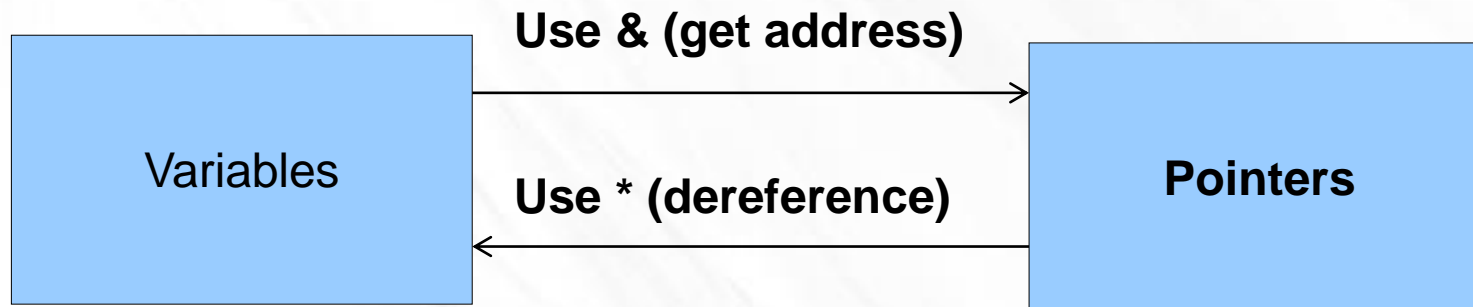 Use & (get address)
Variables
Pointers
Use * (dereference)